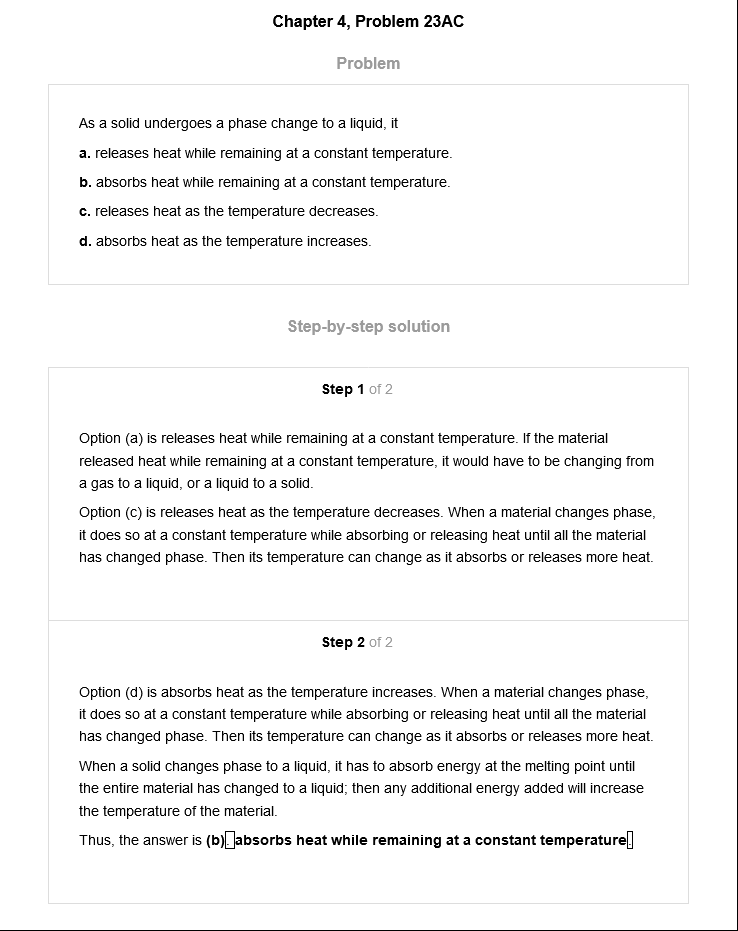 Chapter 4, Problem 23AC
Problem
As a solid undergoes a phase change to a liquid, it
a. releases heat while remaining at a constant temperature.
b. absorbs heat while remaining at a constant temperature.
c. releases heat as the temperature decreases.
d. absorbs heat as the temperature increases.
Step-by-step solution
Step 1 of 2
Option (a) is releases heat while remaining at a constant temperature. If the material
released heat while remaining at a constant temperature, it would have to be changing from
a gas to a liquid, or a liquid to a solid.
Option (c) is releases heat as the temperature decreases. When a material changes phase,
it does so at a constant temperature while absorbing or releasing heat until all the material
has changed phase. Then its temperature can change as it absorbs or releases more heat.
Step 2 of 2
Option (d) is absorbs heat as the temperature increases. When a material changes phase,
it does so at a constant temperature while absorbing or releasing heat until all the material
has changed phase. Then its temperature can change as it absorbs or releases more heat.
When a solid changes phase to a liquid, it has to absorb energy at the melting point until
the entire material has changed to a liquid; then any additional energy added will increase
the temperature of the material.
Thus, the answer is (b). absorbs heat while remaining at a constant temperature.